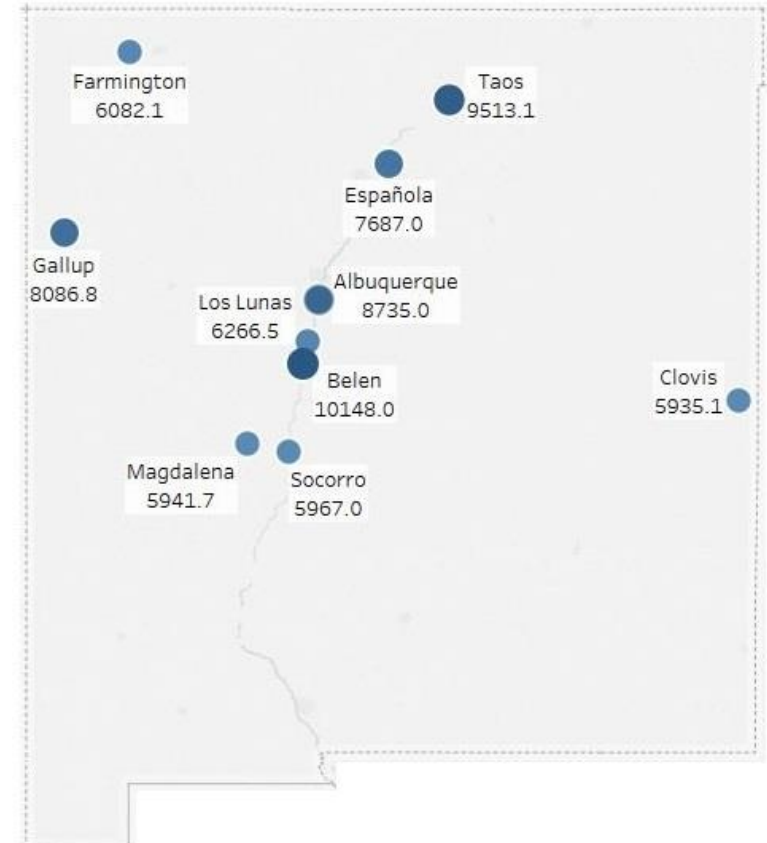 Farmington
6082.1
Taos
9513.1
Española
7687.0
Gallup
8086.8
Albuquerque
8735.0
Los Lunas
6266.5
Belen
10148.0
Clovis
5935.1
Magdalena
5941.7
Socorro
5967.0